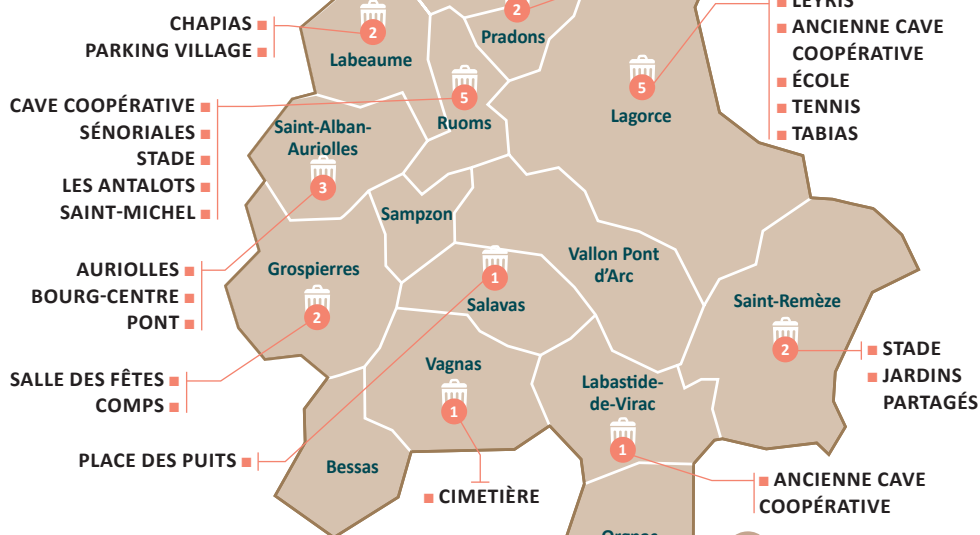 CHAPIAS
PARKING VILLAGE
2
Labeaume
2
Pradons
LEYRIS
ANCIENNE CAVE
COOPÉRATIVE
ÉCOLE
TENNIS
TABIAS
5
Lagorce
CAVE COOPÉRATIVE
SÉNORIALES
STADE
LES ANTALOTS
SAINT-MICHEL
5
Ruoms
Saint-Alban-
Auriolles
3
Sampzon
AURIOLLES
BOURG-CENTRE
PONT
Grospierres
2
1
Salavas
Vallon Pont
d'Arc
Saint-Remèze
2
STADE
JARDINS
PARTAGÉS
SALLE DES FÊTES
COMPS
Vagnas
1
Labastide-
de-Virac
1
PLACE DES PUITS
Bessas
CIMETIÈRE
ANCIENNE CAVE
COOPÉRATIVE